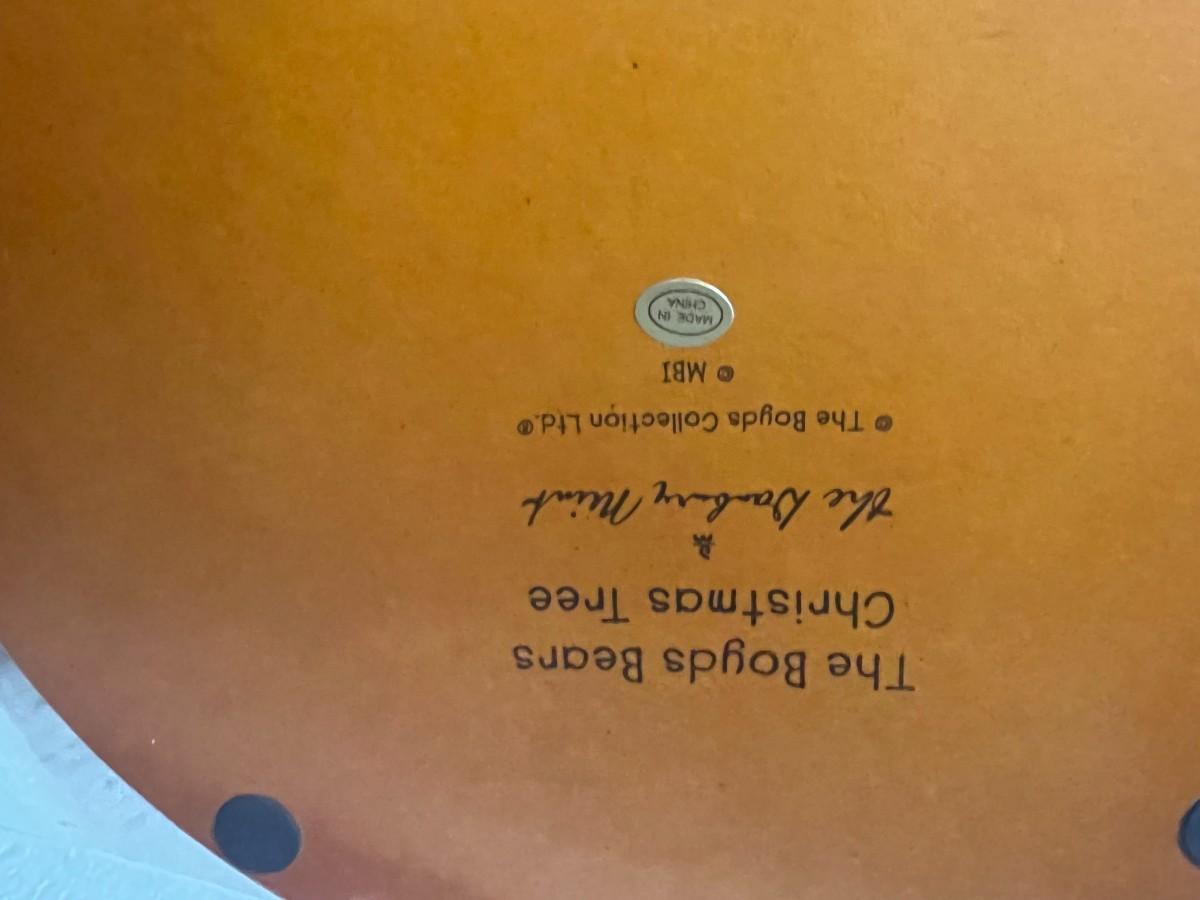 The Boyds Bears
Christmas Tree
The Danbury Mint
© The Boyds Collection Ltd.®
© MBI
MADE IN
CHINA